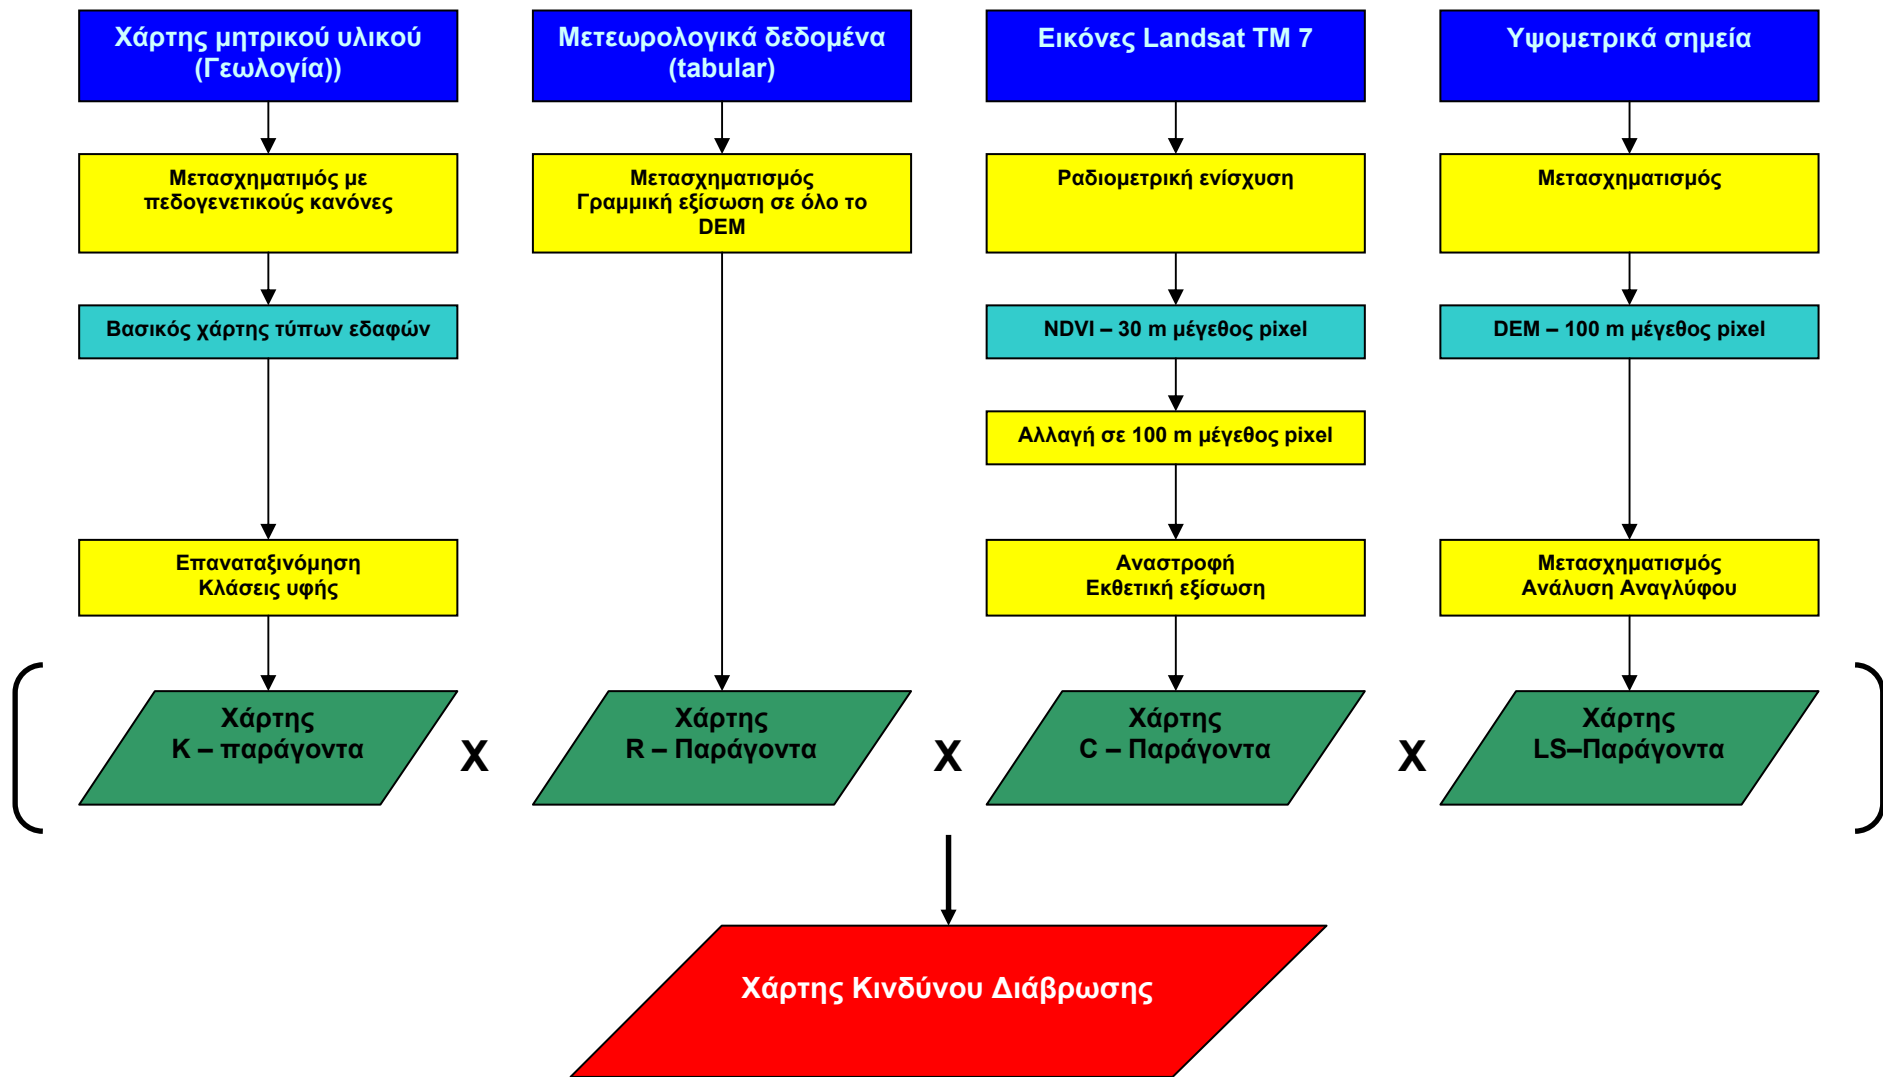 Χάρτης μητρικού υλικού
(Γεωλογία))
Μετεωρολογικά δεδομένα
(tabular)
Εικόνες Landsat TM 7
Υψομετρικά σημεία
Μετασχηματιμός με
πεδογενετικούς κανόνες
Μετασχηματισμός
Γραμμική εξίσωση σε όλο το
DEM
Ραδιομετρική ενίσχυση
Μετασχηματισμός
Βασικός χάρτης τύπων εδαφών
NDVI – 30 m μέγεθος pixel
DEM – 100 m μέγεθος pixel
Αλλαγή σε 100 m μέγεθος pixel
Επαναταξινόμηση
Κλάσεις υφής
Αναστροφή
Εκθετική εξίσωση
Μετασχηματισμός
Ανάλυση Αναγλύφου
Χάρτης
K – παράγοντα
X
Χάρτης
R – Παράγοντα
X
Χάρτης
C – Παράγοντα
X
Χάρτης
LS–Παράγοντα
Χάρτης Κινδύνου Διάβρωσης